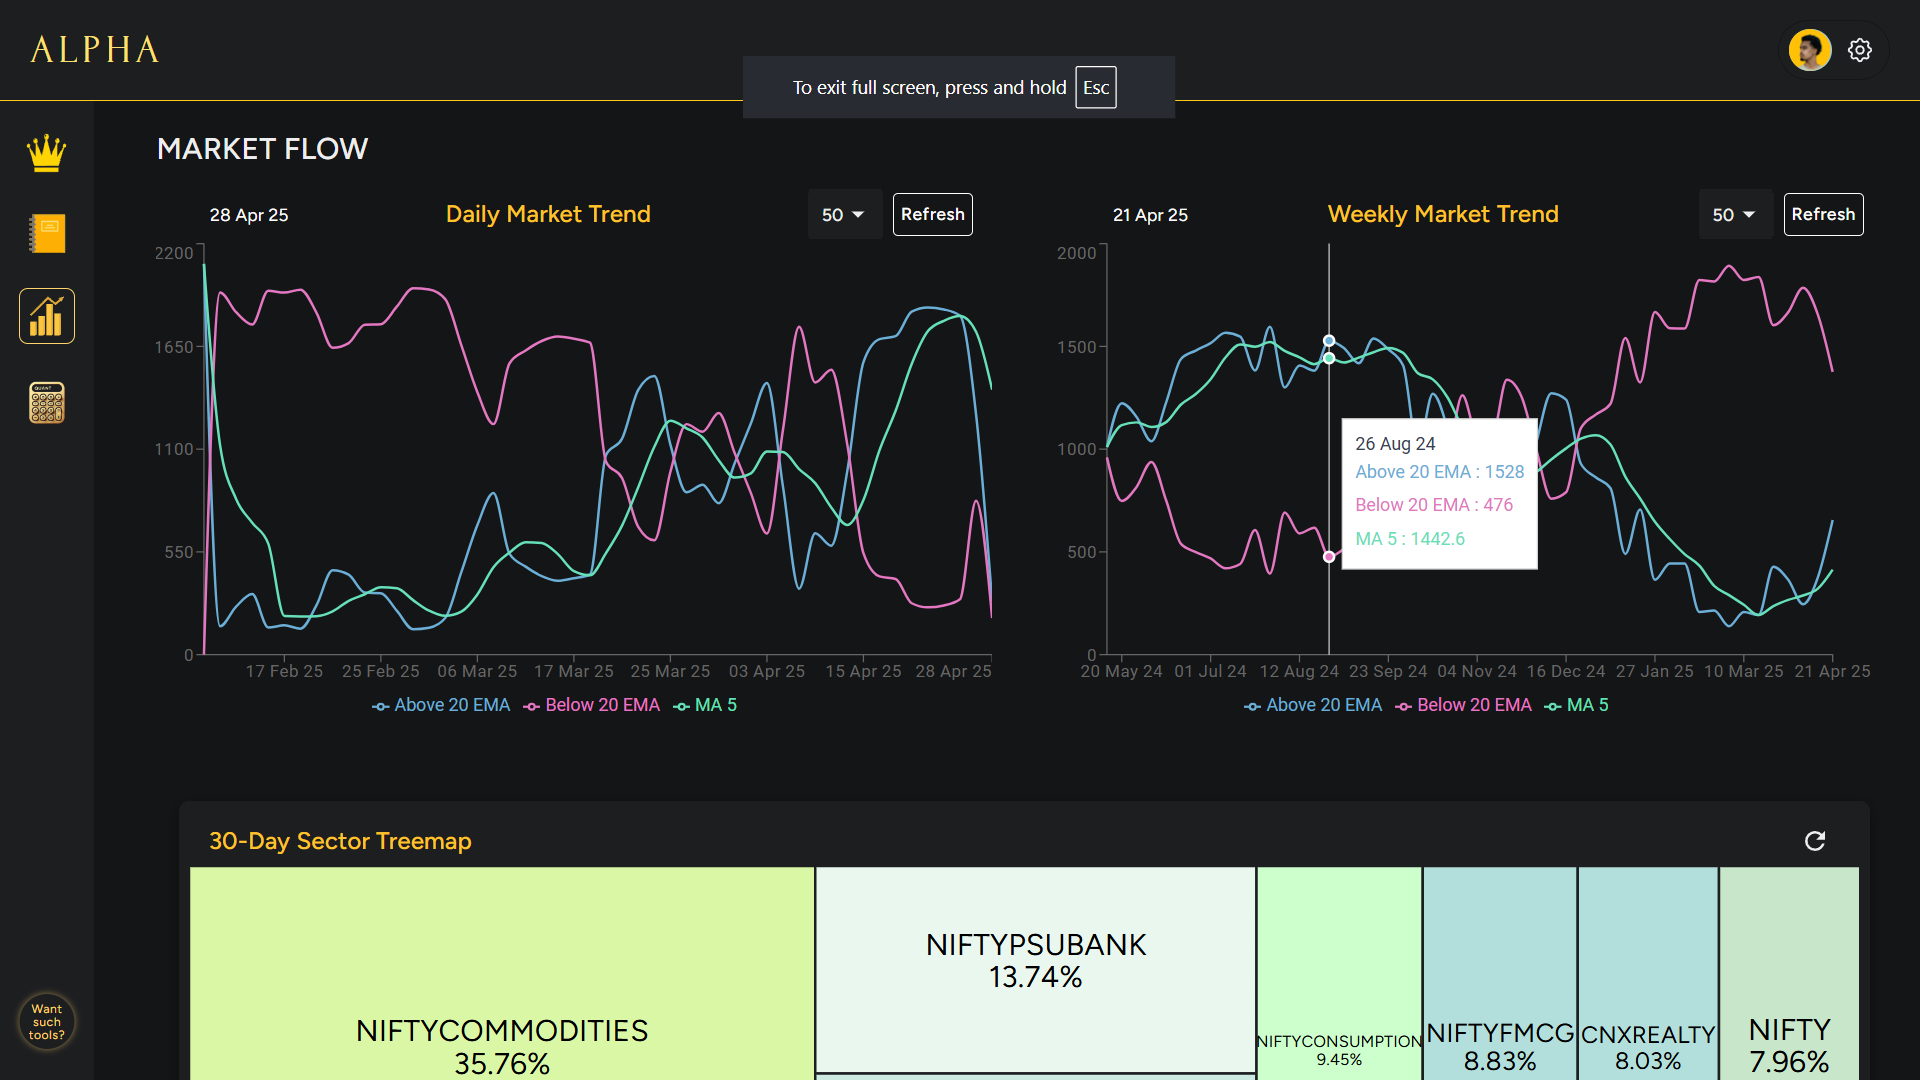 ALPHA
To exit full screen, press and hold Esc
MARKET FLOW
28 Apr 25
Daily Market Trend
50
Refresh
2200
1650
1100
550
0
17 Feb 25
25 Feb 25
06 Mar 25
17 Mar 25
25 Mar 25
03 Apr 25
15 Apr 25
28 Apr 25
Above 20 EMA
Below 20 EMA
MA 5
21 Apr 25
Weekly Market Trend
50
Refresh
2000
1500
1000
500
0
26 Aug 24
Above 20 EMA : 1528
Below 20 EMA : 476
MA 5 : 1442.6
20 May 24
01 Jul 24
12 Aug 24
23 Sep 24
04 Nov 24
16 Dec 24
27 Jan 25
10 Mar 25
21 Apr 25
Above 20 EMA
Below 20 EMA
MA 5
30-Day Sector Treemap
NIFTYCOMMODITIES
35.76%
NIFTYPSUBANK
13.74%
NIFTYCONSUMPTION
9.45%
NIFTYFMCG
8.83%
CNXREALTY
8.03%
NIFTY
7.96%
QUANT
Want
such
tools?